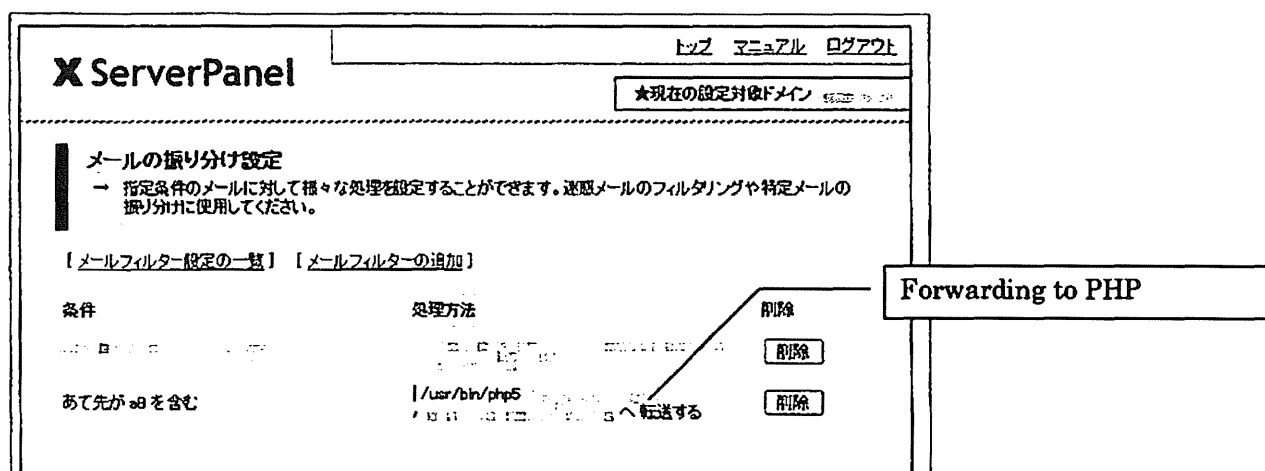 X ServerPanel
トップ マニュアル ログアウト
★現在の設定対象ドメイン
メールの振り分け設定
→ 指定条件のメールに対して様々な処理を設定することができます。迷惑メールのフィルタリングや特定メールの
振り分けに使用してください。
[メールフィルター設定の一覧] [メールフィルターの追加]
条件 処理方法 削除
削除
あて先が a8 を含む |/usr/bin/php5
へ転送する 削除
Forwarding to PHP